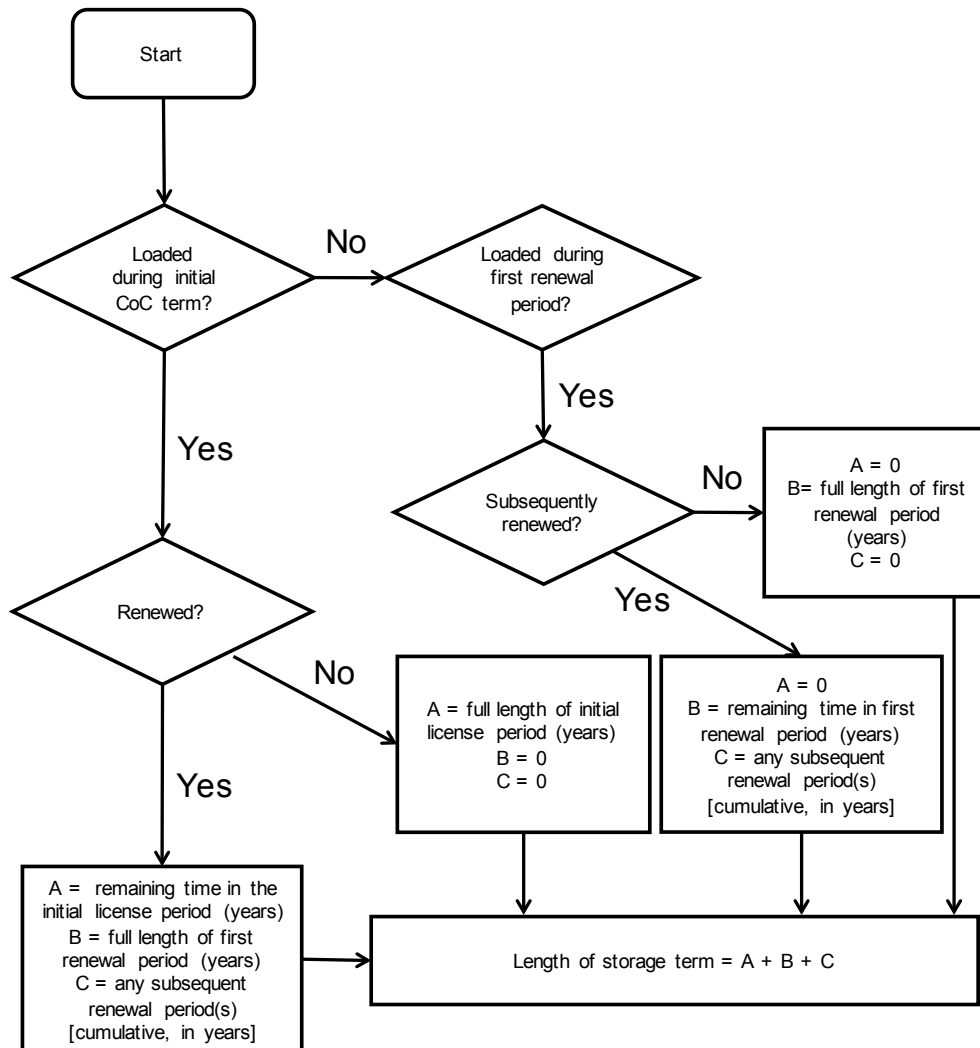 Start
Loaded
during initial
CoC term?
No
Loaded during
first renewal
period?
Yes
Yes
Subsequently
renewed?
No
A = 0
B= full length of first
renewal period
(years)
C = 0
Yes
Renewed?
No
A = full length of initial
license period (years)
B = 0
C = 0
A = 0
B = remaining time in first
renewal period (years)
C = any subsequent
renewal period(s)
[cumulative, in years]
Yes
A = remaining time in the
initial license period (years)
B = full length of first
renewal period (years)
C = any subsequent
renewal period(s)
[cumulative, in years]
Length of storage term = A + B + C